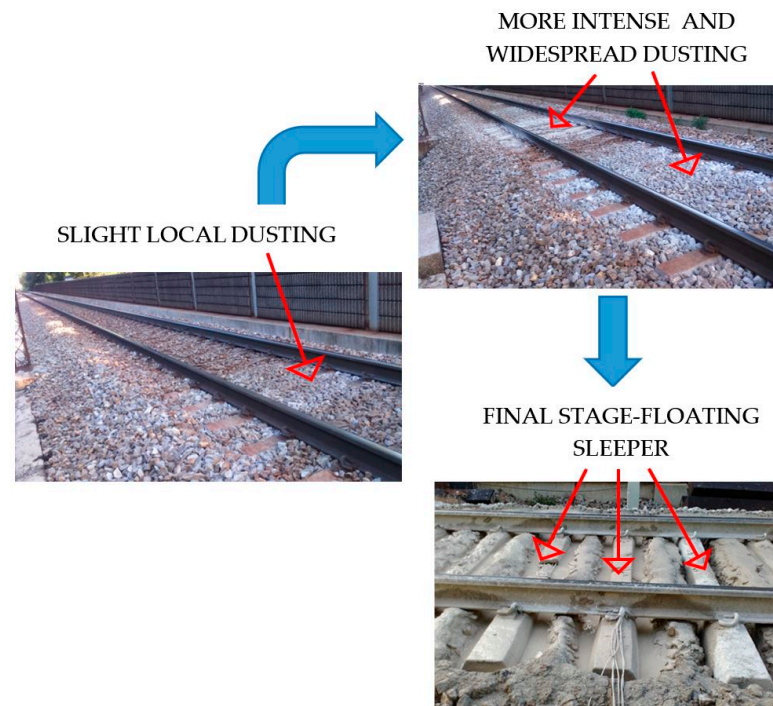 MORE INTENSE AND
WIDESPREAD DUSTING
SLIGHT LOCAL DUSTING
FINAL STAGE-FLOATING
SLEEPER